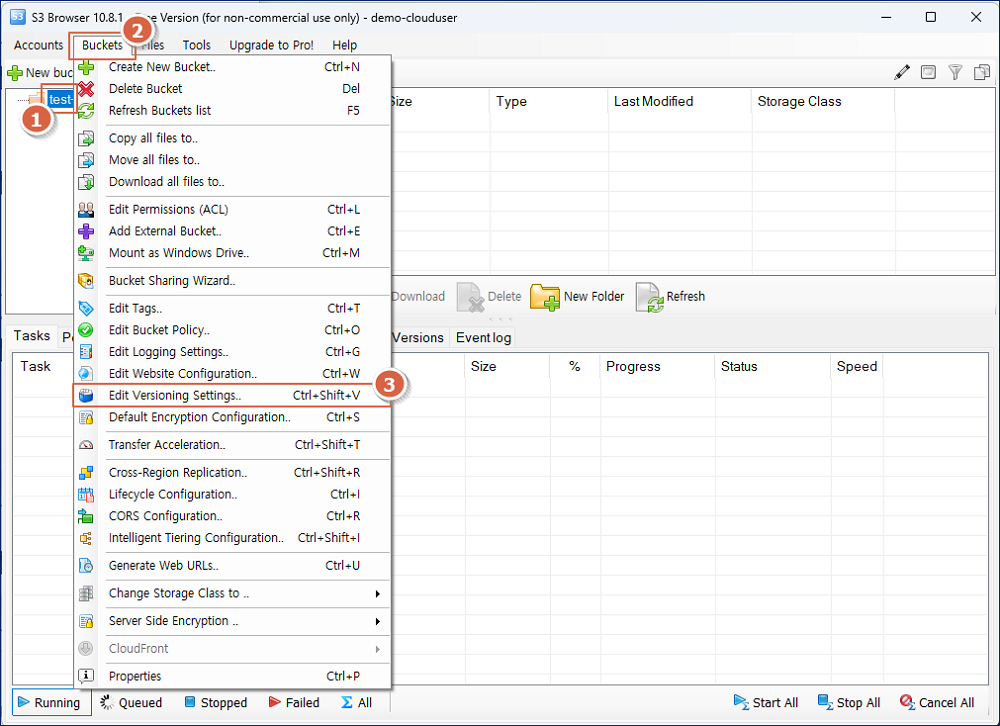 S3 Browser 10.8.1 Free Version (for non-commercial use only) - demo-clouduser
2
Accounts Buckets Files Tools Upgrade to Pro! Help
New buc
test-
1
Size Type Last Modified Storage Class
Create New Bucket.. Ctrl+N
Delete Bucket Del
Refresh Buckets list F5
Copy all files to..
Move all files to..
Download all files to..
Edit Permissions (ACL) Ctrl+L
Add External Bucket.. Ctrl+E
Mount as Windows Drive.. Ctrl+M
Bucket Sharing Wizard..
Edit Tags.. Ctrl+T
Edit Bucket Policy.. Ctrl+O
Edit Logging Settings.. Ctrl+G
Edit Website Configuration.. Ctrl+W
Edit Versioning Settings.. Ctrl+Shift+V
3
Default Encryption Configuration.. Ctrl+S
Transfer Acceleration.. Ctrl+Shift+T
Cross-Region Replication.. Ctrl+Shift+R
Lifecycle Configuration.. Ctrl+I
CORS Configuration.. Ctrl+R
Intelligent Tiering Configuration.. Ctrl+Shift+I
Generate Web URLs.. Ctrl+U
Change Storage Class to ..
Server Side Encryption ..
CloudFront
Properties Ctrl+P
Download Delete New Folder Refresh
Tasks Versions Event log
Task Size % Progress Status Speed
Running Queued Stopped Failed All Start All Stop All Cancel All